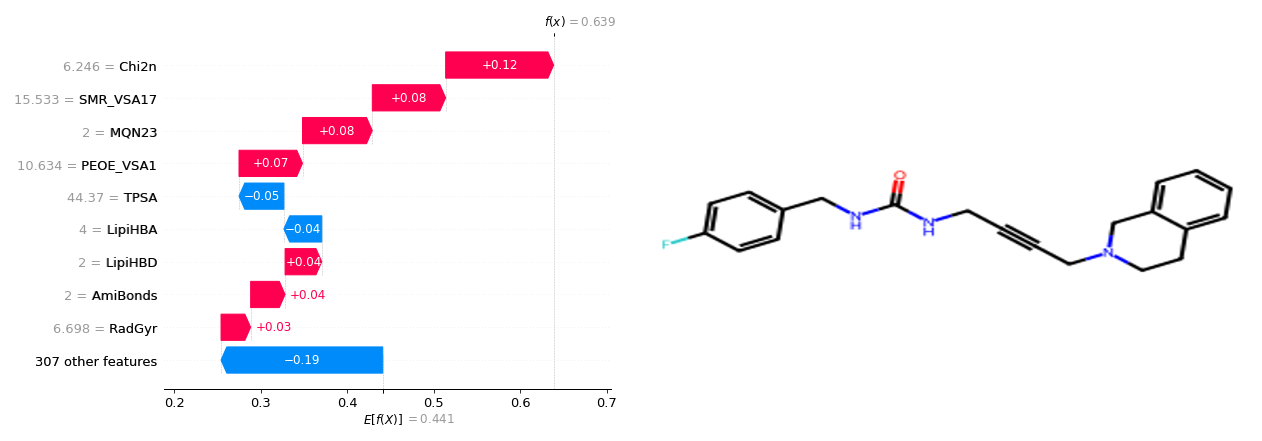 f(x) = 0.639
6.246 = Chi2n
+0.12
15.533 = SMR_VSA17
+0.08
2 = MQN23
+0.08
10.634 = PEOE_VSA1
+0.07
44.37 = TPSA
−0.05
4 = LipiHBA
−0.04
2 = LipiHBD
+0.04
2 = AmiBonds
+0.04
6.698 = RadGyr
+0.03
307 other features
−0.19
0.2 0.3 0.4 0.5 0.6 0.7
E[f(X)] = 0.441
O
F
N
H
N
H
N